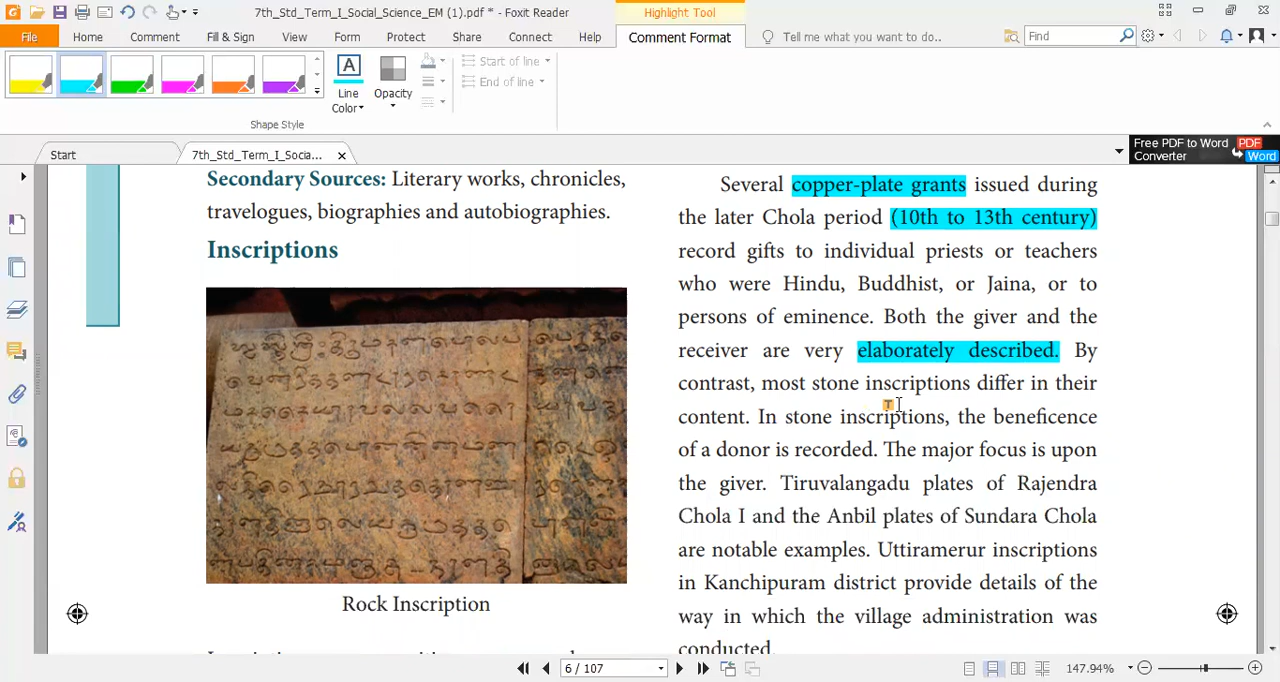 7th_Std_Term_I_Social_Science_EM (1).pdf * - Foxit Reader
Highlight Tool
File
Home
Comment
Fill & Sign
View
Form
Protect
Share
Connect
Help
Comment Format
Tell me what you want to do..
Find
Line
Color
Opacity
Start of line
End of line
Shape Style
Start
7th_Std_Term_I_Socia...
Free PDF to Word
Converter
PDF
Word
Secondary Sources: Literary works, chronicles,
travelogues, biographies and autobiographies.
Inscriptions
Rock Inscription
Several copper-plate grants issued during
the later Chola period (10th to 13th century)
record gifts to individual priests or teachers
who were Hindu, Buddhist, or Jaina, or to
persons of eminence. Both the giver and the
receiver are very elaborately described. By
contrast, most stone inscriptions differ in their
content. In stone inscriptions, the beneficence
of a donor is recorded. The major focus is upon
the giver. Tiruvalangadu plates of Rajendra
Chola I and the Anbil plates of Sundara Chola
are notable examples. Uttiramerur inscriptions
in Kanchipuram district provide details of the
way in which the village administration was
conducted.
6 / 107
147.94%